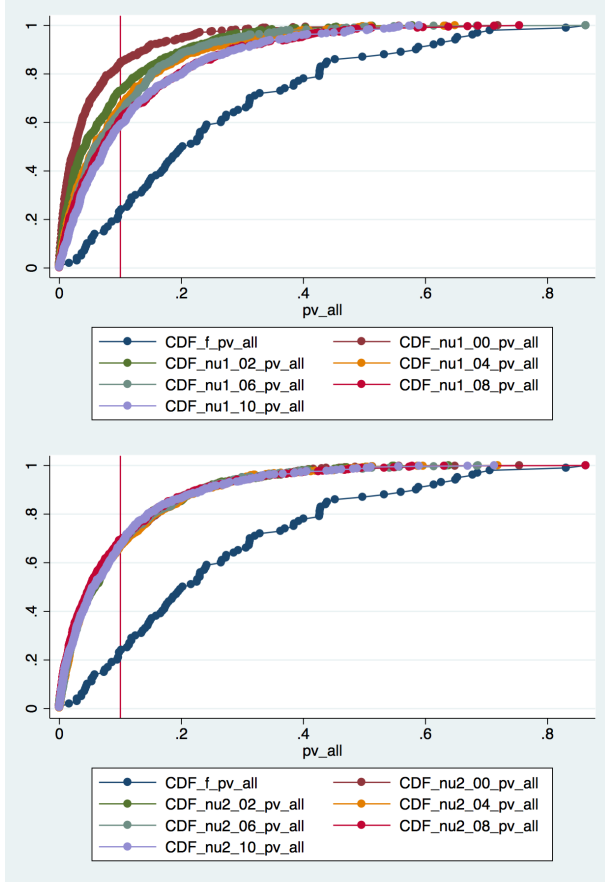 1
.8
.6
.4
.2
0
0 .2 .4 .6 .8
pv_all
CDF_f_pv_all CDF_nu1_00_pv_all
CDF_nu1_02_pv_all CDF_nu1_04_pv_all
CDF_nu1_06_pv_all CDF_nu1_08_pv_all
CDF_nu1_10_pv_all
1
.8
.6
.4
.2
0
0 .2 .4 .6 .8
pv_all
CDF_f_pv_all CDF_nu2_00_pv_all
CDF_nu2_02_pv_all CDF_nu2_04_pv_all
CDF_nu2_06_pv_all CDF_nu2_08_pv_all
CDF_nu2_10_pv_all